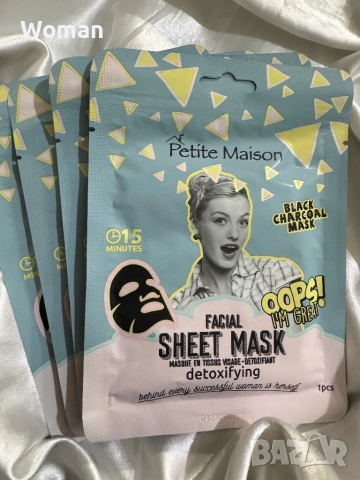 Woman
Petite Maison
BLACK
CHARCOAL
MASK
15
MINUTES
OOPS!
I'M GREAT
FACIAL
SHEET MASK
MASQUE EN TISSUS VISAGE-DETOXIFIANT
detoxifying
behind every successful woman is herself
1pcs
BAZAR